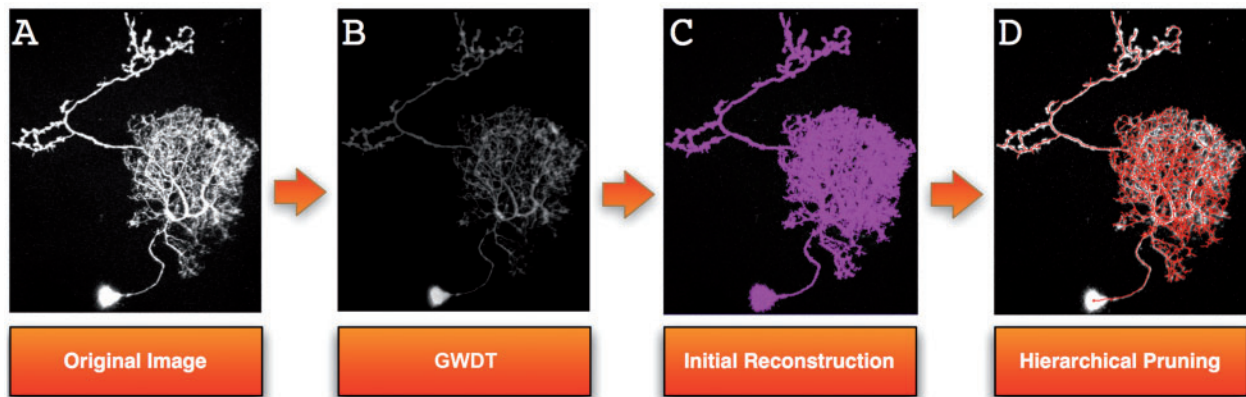 A
B
C
D
Original Image
GWDT
Initial Reconstruction
Hierarchical Pruning